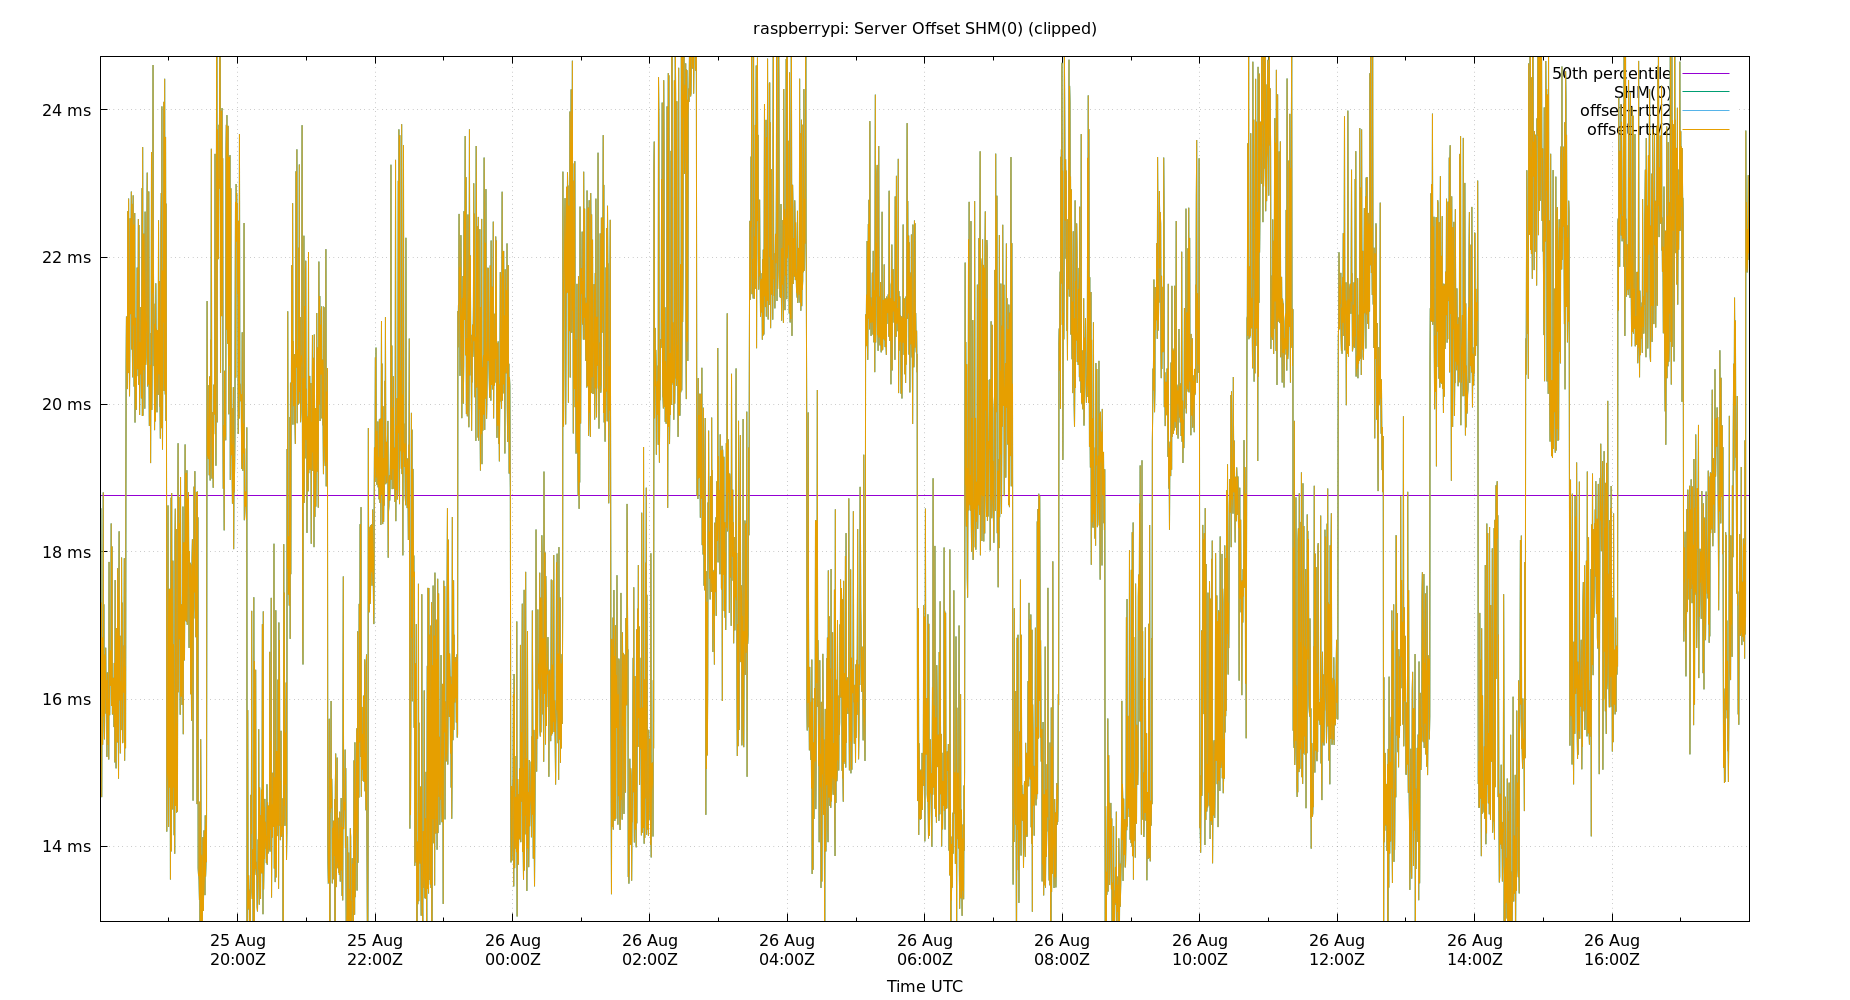 raspberrypi: Server Offset SHM(0) (clipped)
50th percentile
SHM(0)
offset+rtt/2
offset-rtt/2
24 ms
22 ms
20 ms
18 ms
16 ms
14 ms
25 Aug 25 Aug 26 Aug 26 Aug 26 Aug 26 Aug 26 Aug 26 Aug 26 Aug 26 Aug 26 Aug
20:00Z 22:00Z 00:00Z 02:00Z 04:00Z 06:00Z 08:00Z 10:00Z 12:00Z 14:00Z 16:00Z
Time UTC